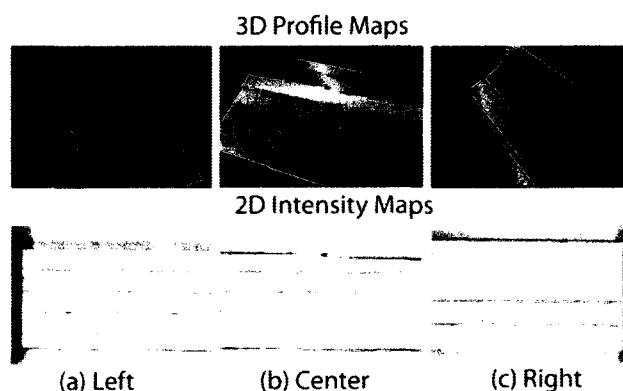 3D Profile Maps
2D Intensity Maps
(a) Left
(b) Center
(c) Right